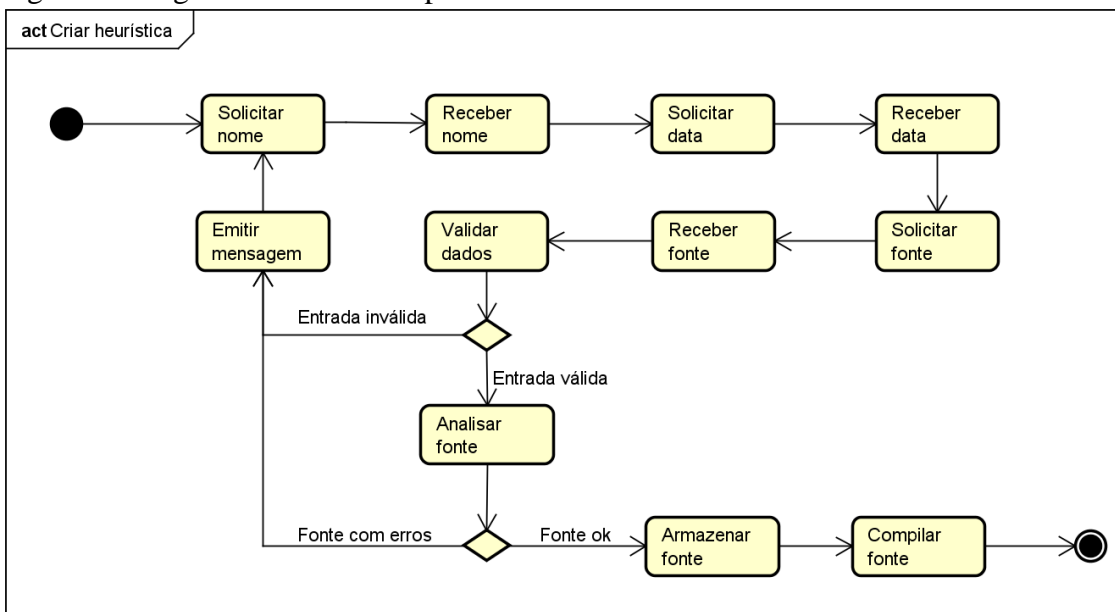 act Criar heurística
Solicitar
nome
Receber
nome
Solicitar
data
Receber
data
Emitir
mensagem
Validar
dados
Receber
fonte
Solicitar
fonte
Entrada inválida
Entrada válida
Analisar
fonte
Fonte com erros
Fonte ok
Armazenar
fonte
Compilar
fonte